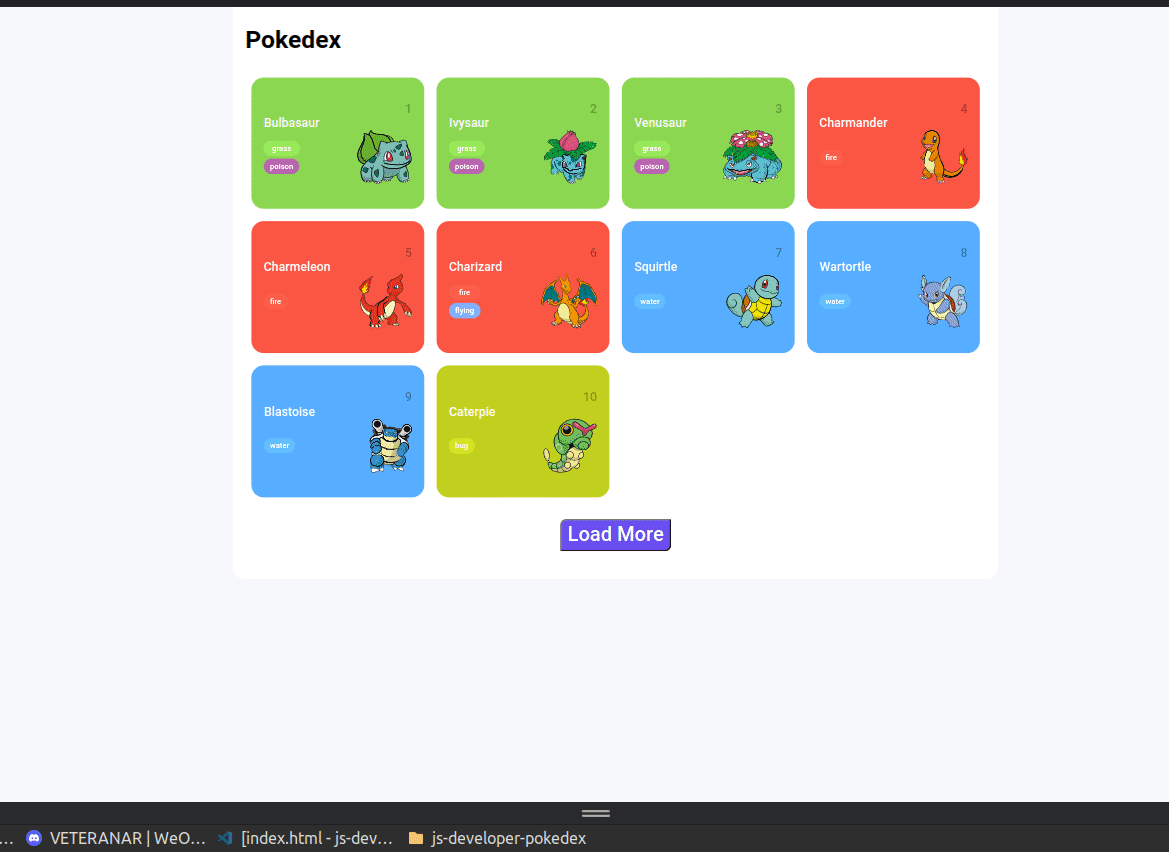 Pokedex
1
Bulbasaur
grass
poison
2
Ivysaur
grass
poison
3
Venusaur
grass
poison
4
Charmander
fire
5
Charmeleon
fire
6
Charizard
fire
flying
7
Squirtle
water
8
Wartortle
water
9
Blastoise
water
10
Caterpie
bug
Load More
... VETERANAR | WeO... [index.html - js-dev... js-developer-pokedex